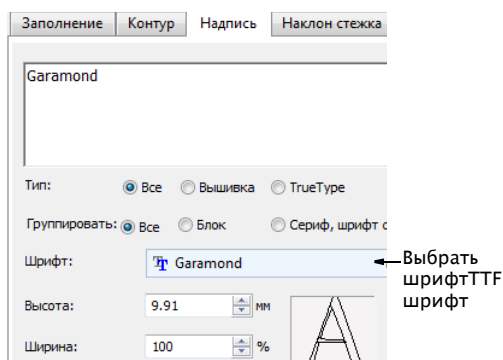 Заполнение Контур Надпись Наклон стежка
Garamond
Тип: Все Вышивка TrueType
Группировать: Все Блок Сериф, шрифт с
Шрифт: Garamond
Выбрать
шрифтTTF
шрифт
Высота: 9.91 мм
Ширина: 100 %